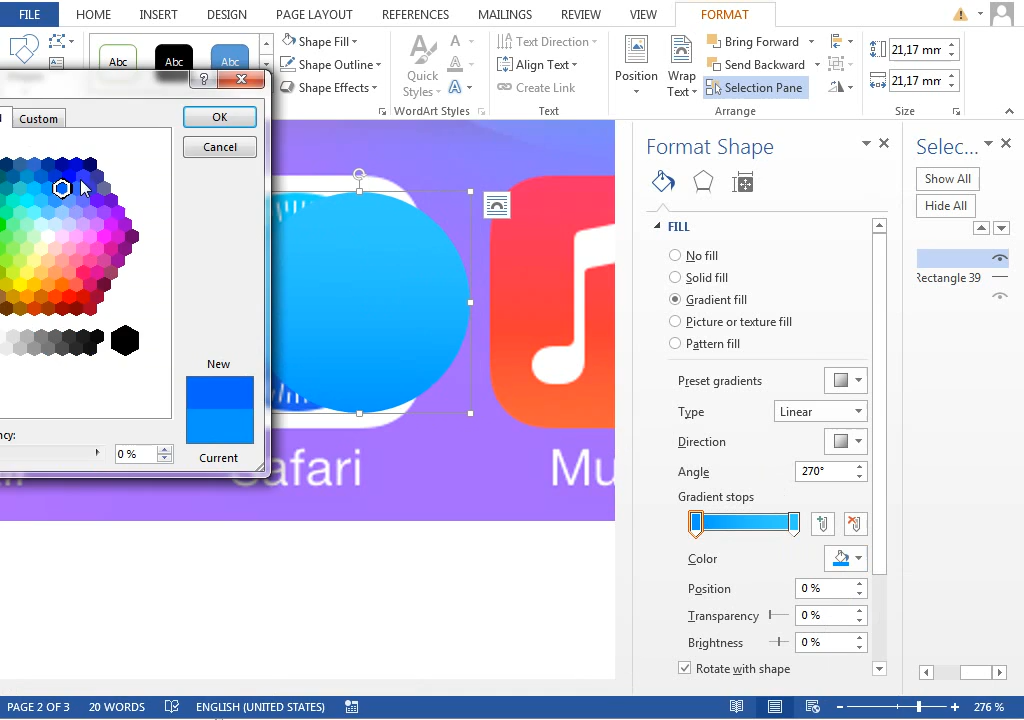 FILE HOME INSERT DESIGN PAGE LAYOUT REFERENCES MAILINGS REVIEW VIEW FORMAT
Abc Abc Abc
Shape Fill
Shape Outline
Shape Effects
Quick Styles
WordArt Styles
Text Direction
Align Text
Create Link
Text
Position
Wrap Text
Bring Forward
Send Backward
Selection Pane
Arrange
21,17 mm
21,17 mm
Size
Custom
OK
Cancel
New
Current
0 %
Safari
Mu
Format Shape
FILL
No fill
Solid fill
Gradient fill
Picture or texture fill
Pattern fill
Preset gradients
Type Linear
Direction
Angle 270°
Gradient stops
Color
Position 0 %
Transparency 0 %
Brightness 0 %
Rotate with shape
Selec...
Show All
Hide All
Rectangle 39
PAGE 2 OF 3 20 WORDS ENGLISH (UNITED STATES) 276 %